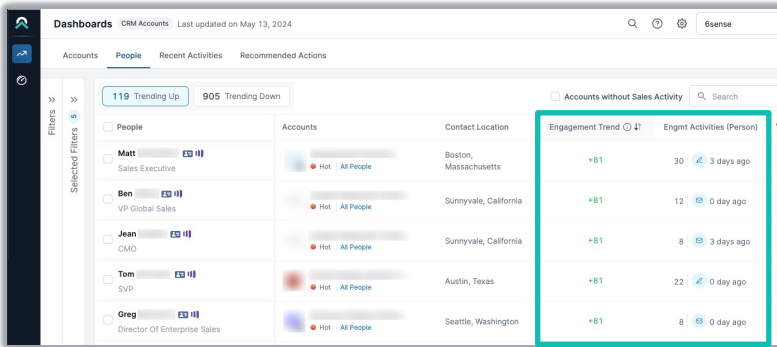 Dashboards CRM Accounts Last updated on May 13, 2024
6sense
Accounts People Recent Activities Recommended Actions
Filters
5 Selected Filters
119 Trending Up 905 Trending Down
Accounts without Sales Activity Search
People Accounts Contact Location Engagement Trend Engmt Activities (Person)
Matt
Sales Executive
Hot All People
Boston,
Massachusetts
+81 30 3 days ago
Ben
VP Global Sales
Hot All People
Sunnyvale, California
+81 12 0 day ago
Jean
CMO
Hot All People
Sunnyvale, California
+81 8 3 days ago
Tom
SVP
Hot All People
Austin, Texas
+81 22 0 day ago
Greg
Director Of Enterprise Sales
Hot All People
Seattle, Washington
+81 8 0 day ago